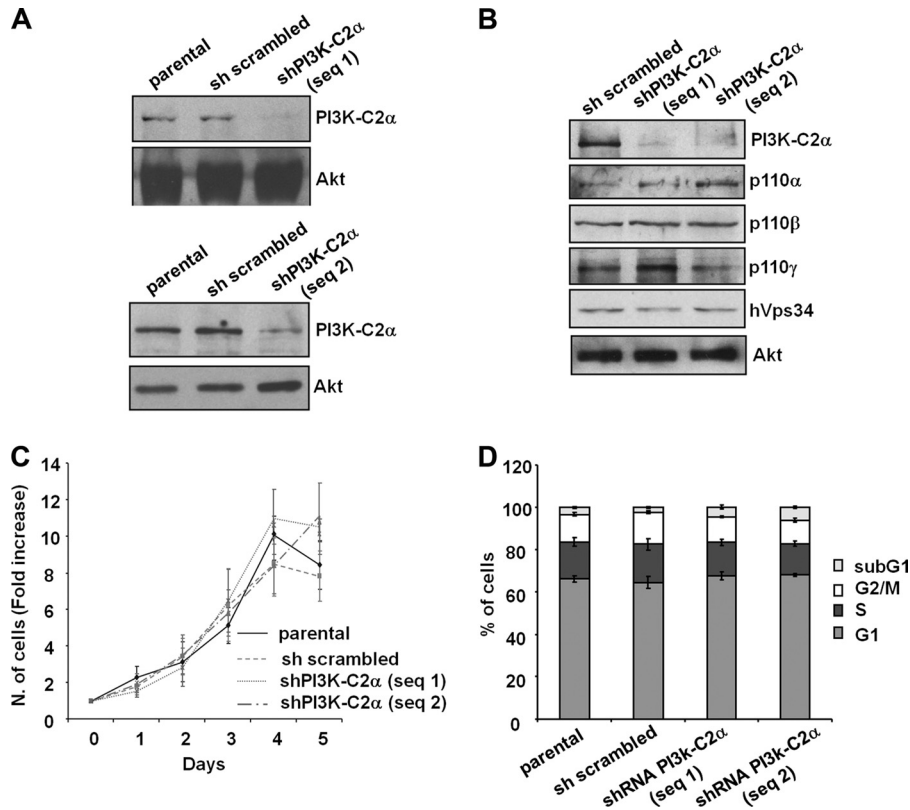 A
parental
sh scrambled
shPI3K-C2α
(seq 1)
PI3K-C2α
Akt
parental
sh scrambled
shPI3K-C2α
(seq 2)
PI3K-C2α
Akt
B
sh scrambled
shPI3K-C2α
(seq 1)
shPI3K-C2α
(seq 2)
PI3K-C2α
p110α
p110β
p110γ
hVps34
Akt
C
N. of cells (Fold increase)
14
12
10
8
6
4
2
0
0 1 2 3 4 5
Days
parental
sh scrambled
shPI3K-C2α (seq 1)
shPI3K-C2α (seq 2)
D
% of cells
120
100
80
60
40
20
0
parental
sh scrambled
shRNA PI3k-C2α
(seq 1)
shRNA PI3k-C2α
(seq 2)
subG1
G2/M
S
G1